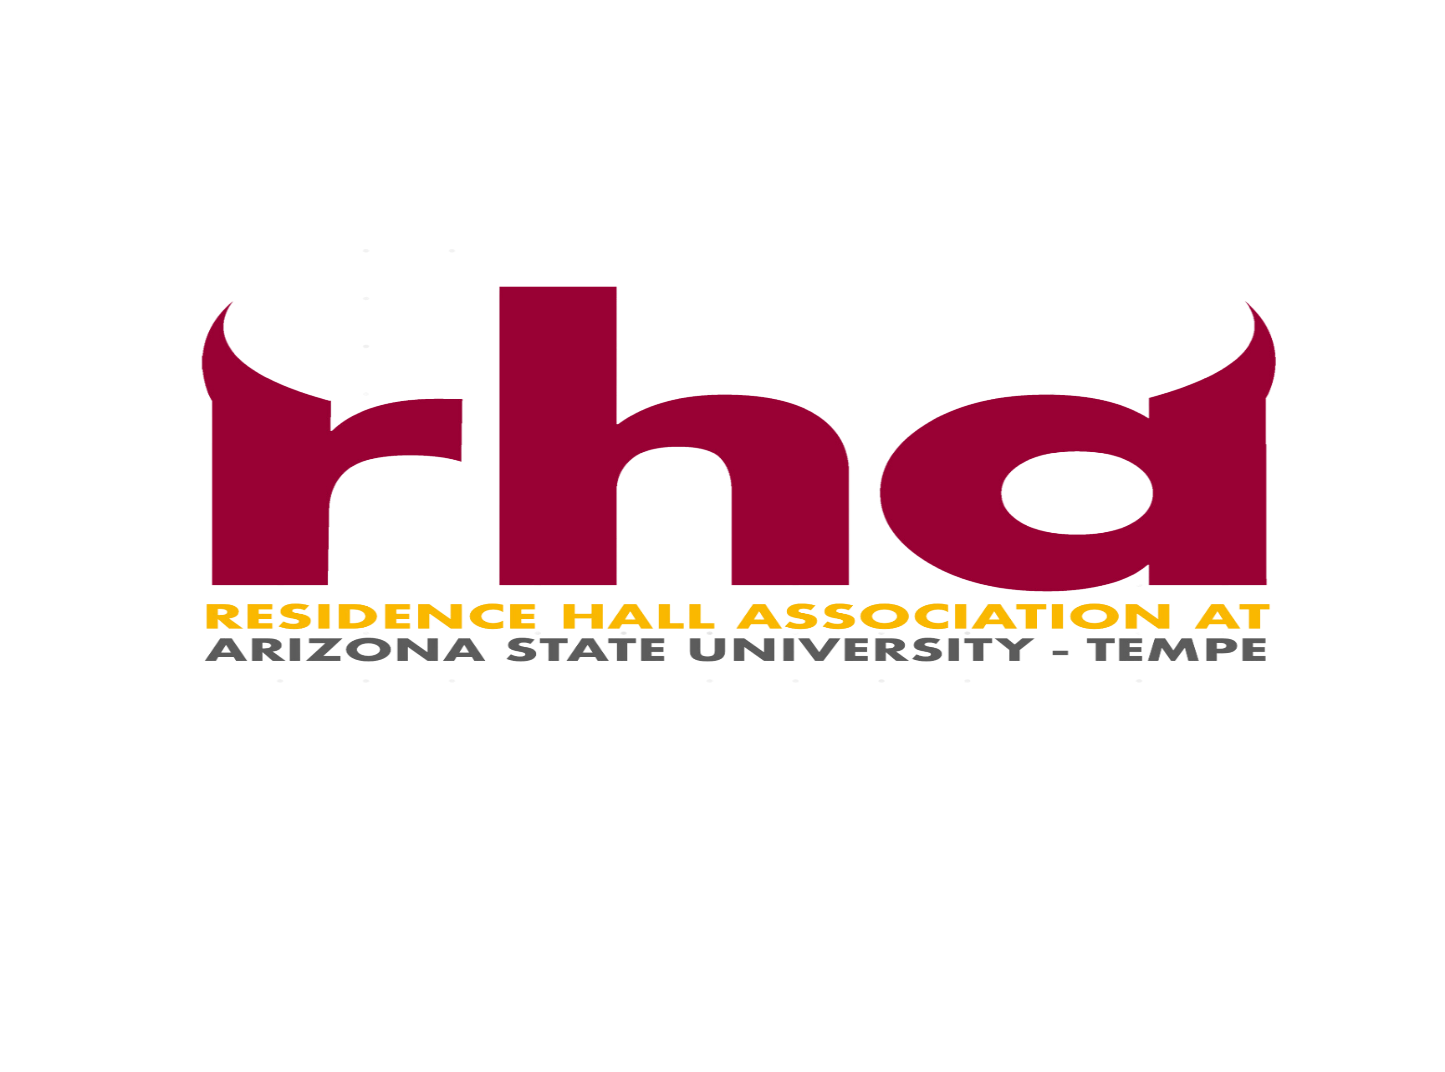 rha
RESIDENCE HALL ASSOCIATION AT
ARIZONA STATE UNIVERSITY - TEMPE